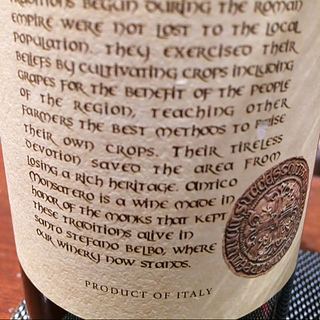 traditions begun during the Roman
empire were not lost to the local
population. They exercised their
beliefs by cultivating crops including
grapes for the benefit of the people
of the region, teaching other
farmers the best methods to raise
their own crops. Their tireless
devotion saved the area from
losing a rich heritage. Antico
Monsatero is a wine made in
honor of the monks that kept
these traditions alive in
Santo Stefano Belbo, where
our winery now stands.
PRODUCT OF ITALY